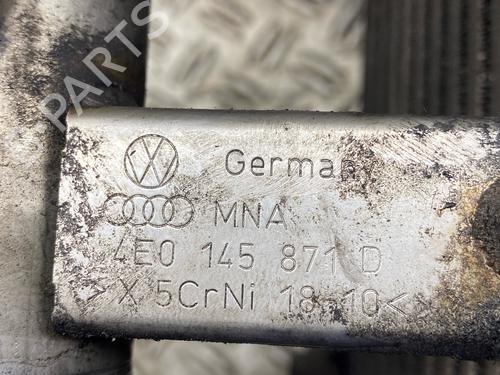 B PARTS
Germany
MNA
4E0 145 871 D
>X 5CrNi 18-10<